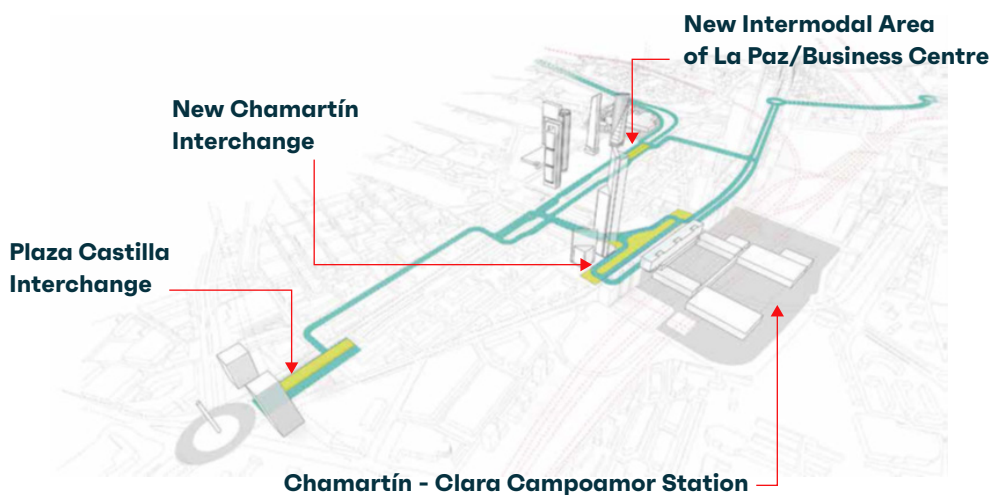 New Intermodal Area
of La Paz/Business Centre
New Chamartín
Interchange
Plaza Castilla
Interchange
Chamartín - Clara Campoamor Station